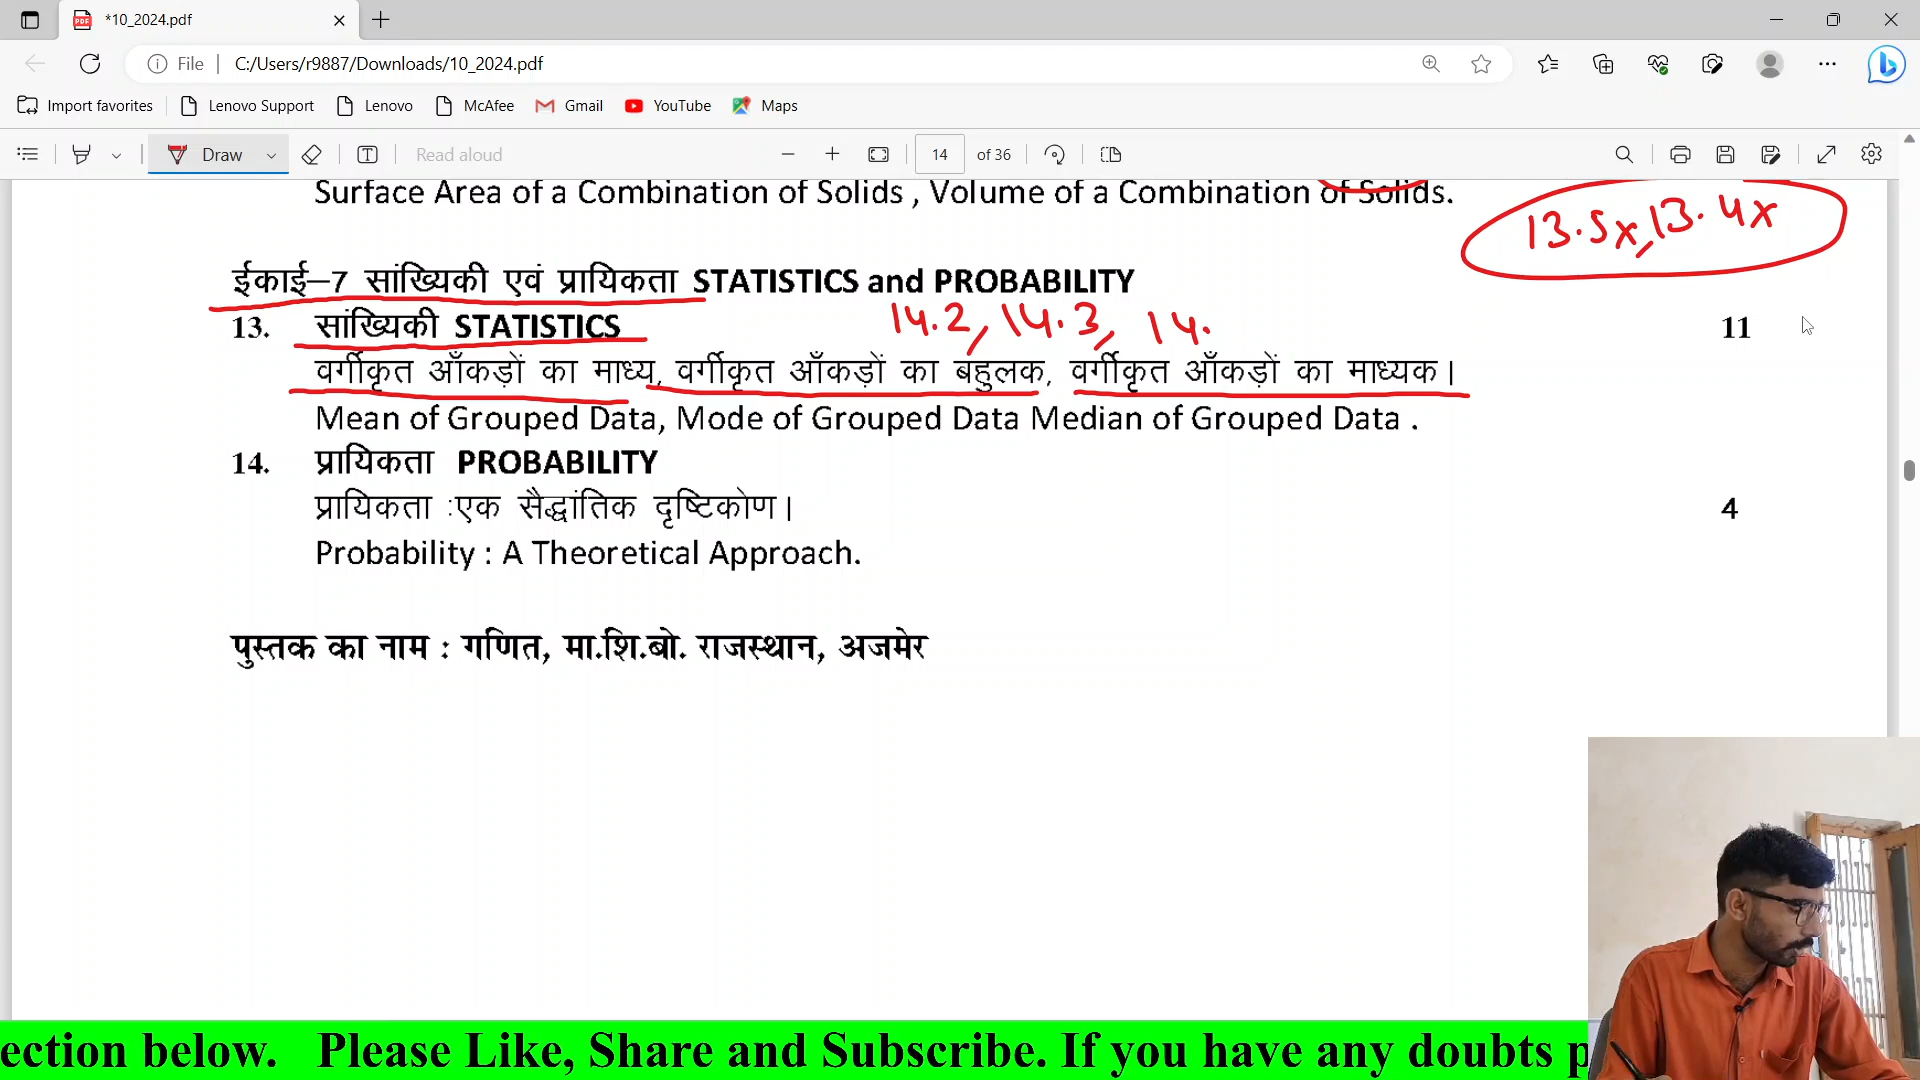 *10_2024.pdf
File C:/Users/r9887/Downloads/10_2024.pdf
Import favorites Lenovo Support Lenovo McAfee Gmail YouTube Maps
Draw Read aloud 14 of 36
Surface Area of a Combination of Solids , Volume of a Combination of Solids.
13.5x, 13.4x
ईकाई–7 सांख्यिकी एवं प्रायिकता STATISTICS and PROBABILITY
14.2, 14.3, 14.
13. सांख्यिकी STATISTICS 11
वर्गीकृत आँकड़ों का माध्य, वर्गीकृत आँकड़ों का बहुलक, वर्गीकृत आँकड़ों का माध्यक।
Mean of Grouped Data, Mode of Grouped Data Median of Grouped Data .
14. प्रायिकता PROBABILITY
प्रायिकता :एक सैद्धांतिक दृष्टिकोण। 4
Probability : A Theoretical Approach.
पुस्तक का नाम : गणित, मा.शि.बो. राजस्थान, अजमेर
ection below. Please Like, Share and Subscribe. If you have any doubts p